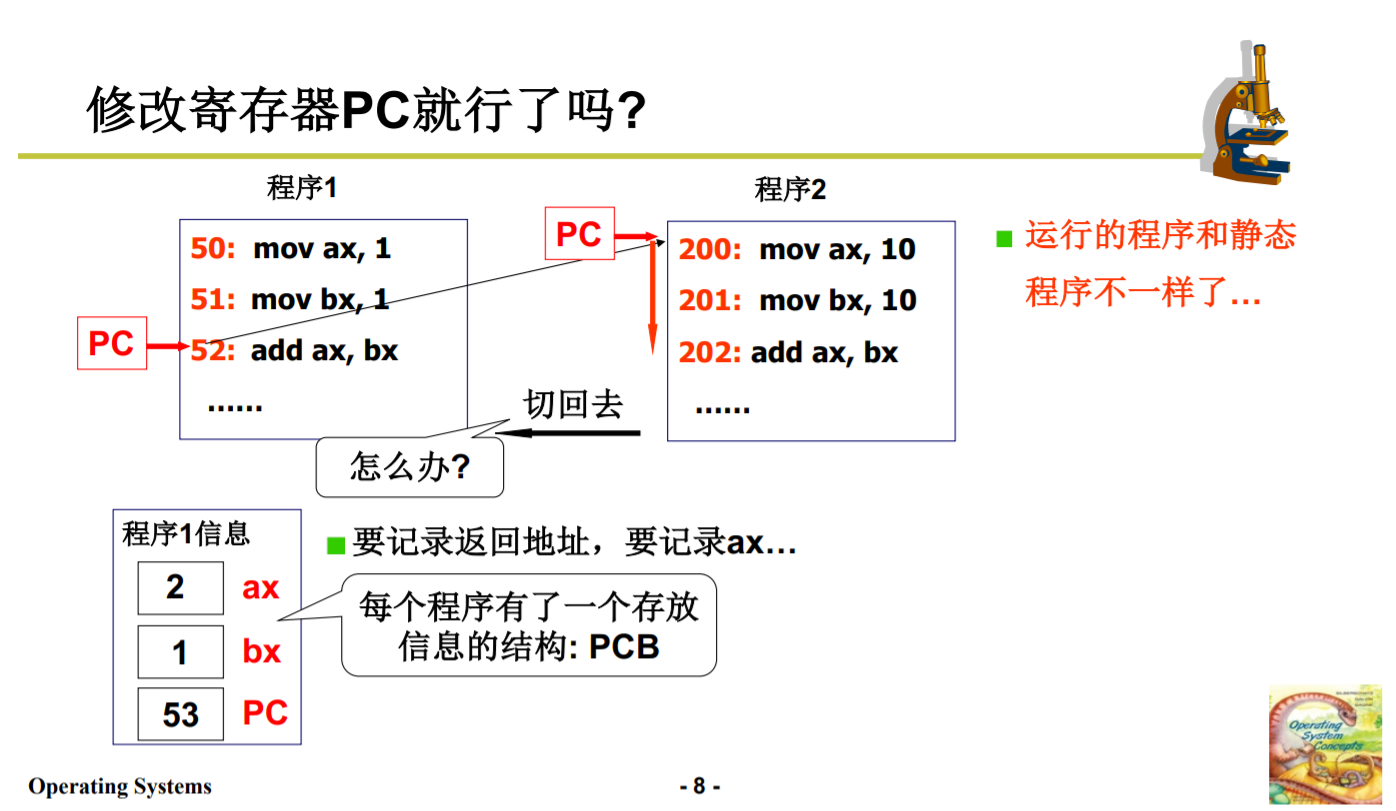 修改寄存器PC就行了吗?
程序1
50: mov ax, 1
51: mov bx, 1
52: add ax, bx
......
PC
程序2
200: mov ax, 10
201: mov bx, 10
202: add ax, bx
......
PC
运行的程序和静态
程序不一样了...
切回去
怎么办?
程序1信息
2 ax
1 bx
53 PC
要记录返回地址，要记录ax...
每个程序有了一个存放
信息的结构: PCB
Operating
System
Concepts
Operating Systems
- 8 -